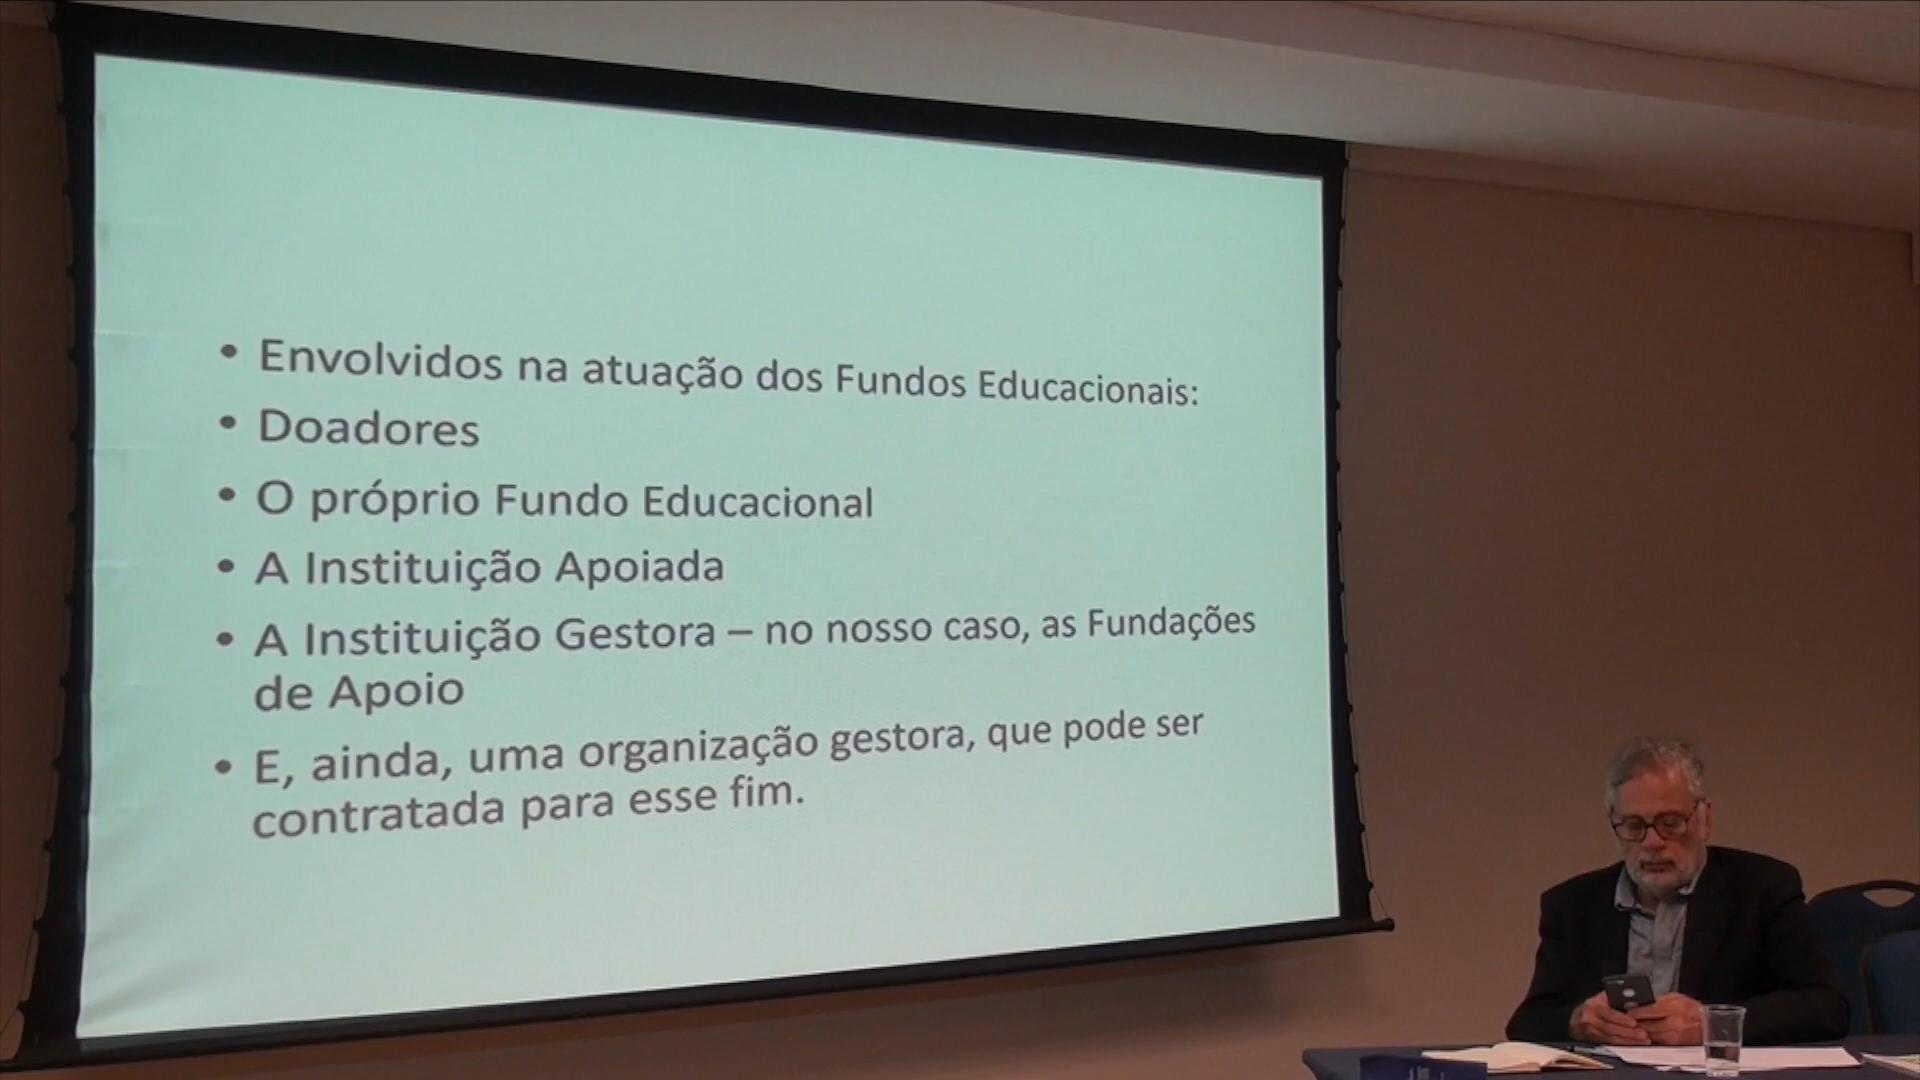 • Envolvidos na atuação dos Fundos Educacionais:
• Doadores
• O próprio Fundo Educacional
• A Instituição Apoiada
• A Instituição Gestora – no nosso caso, as Fundações
de Apoio
• E, ainda, uma organização gestora, que pode ser
contratada para esse fim.